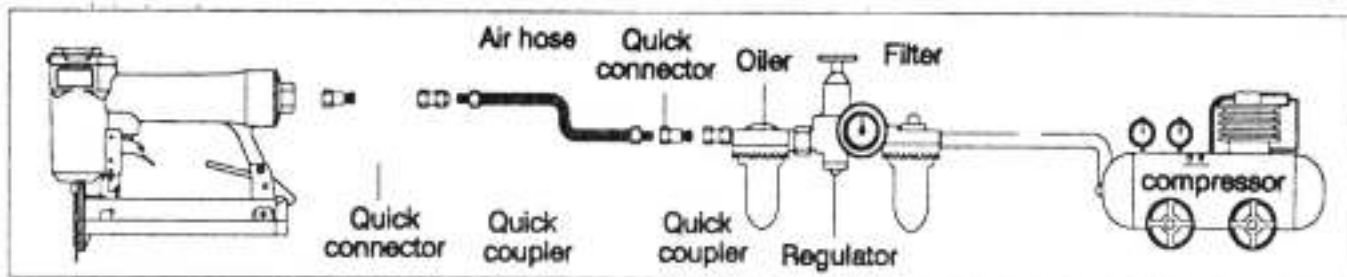 Air hose
Quick
connector
Oiler
Filter
compressor
Quick
connector
Quick
coupler
Quick
coupler
Regulator